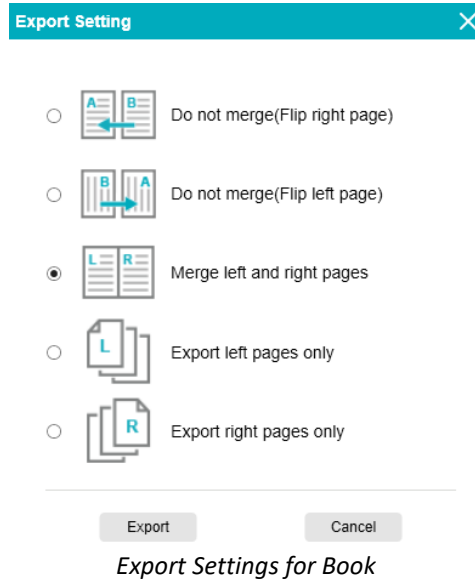 Export Setting
A B
Do not merge(Flip right page)
B A
Do not merge(Flip left page)
L R
Merge left and right pages
L
Export left pages only
R
Export right pages only
Export Cancel
Export Settings for Book